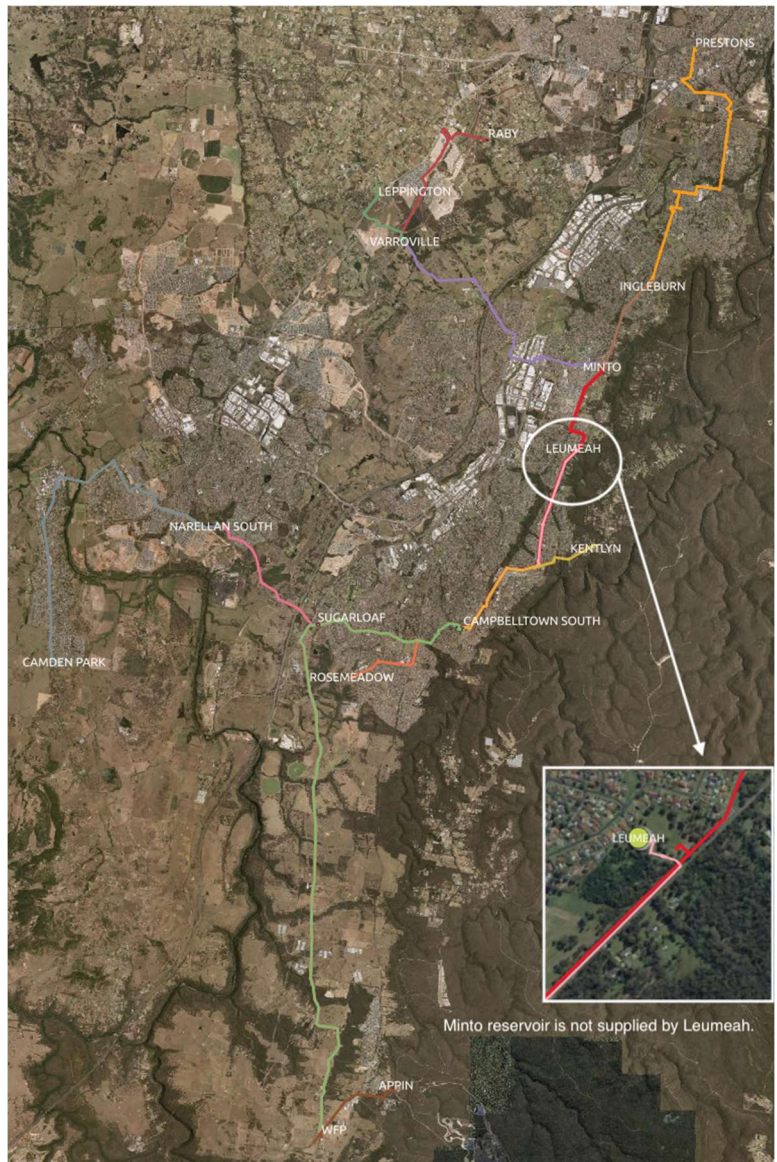 PRESTONS
RABY
LEPPINGTON
VARROVILLE
INGLEBURN
MINTO
LEUMEAH
NARELLAN SOUTH
KENTLYN
SUGARLOAF
CAMPBELLTOWN SOUTH
CAMDEN PARK
ROSEMEADOW
LEUMEAH
Minto reservoir is not supplied by Leumeah.
APPIN
WFP